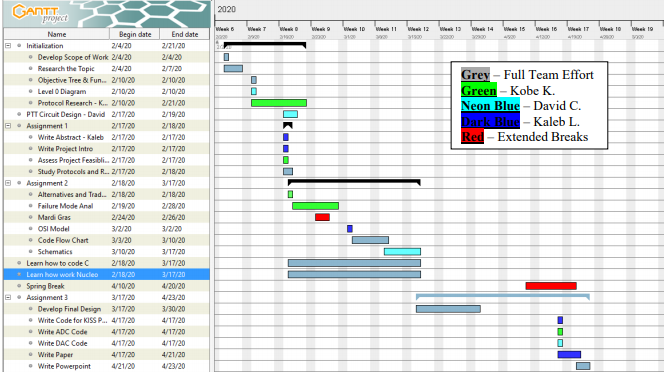 GANTT project
2020
Name Begin date End date
Week 6 Week 7 Week 8 Week 9 Week 10 Week 11 Week 12 Week 13 Week 14 Week 15 Week 16 Week 17 Week 18 Week 19
Initialization 2/4/20 2/21/20
Develop Scope of Work 2/4/20 2/4/20
Research the Topic 2/4/20 2/7/20
Objective Tree & Fun... 2/10/20 2/10/20
Level 0 Diagram 2/10/20 2/10/20
Protocol Research - K... 2/10/20 2/21/20
PTT Circuit Design - David 2/17/20 2/19/20
Assignment 1 2/17/20 2/18/20
Write Abstract - Kaleb 2/17/20 2/17/20
Write Project Intro 2/17/20 2/17/20
Assess Project Feasibli... 2/17/20 2/17/20
Study Protocols and R... 2/17/20 2/18/20
Assignment 2 2/18/20 3/17/20
Alternatives and Trad... 2/18/20 2/18/20
Failure Mode Anal 2/19/20 2/28/20
Mardi Gras 2/24/20 2/26/20
OSI Model 3/2/20 3/2/20
Code Flow Chart 3/3/20 3/10/20
Schematics 3/10/20 3/17/20
Learn how to code C 2/18/20 3/17/20
Learn how work Nucleo 2/18/20 3/17/20
Spring Break 4/10/20 4/20/20
Assignment 3 3/17/20 4/23/20
Develop Final Design 3/17/20 3/30/20
Write Code for KISS P... 4/17/20 4/17/20
Write ADC Code 4/17/20 4/17/20
Write DAC Code 4/17/20 4/17/20
Write Paper 4/17/20 4/21/20
Write Powerpoint 4/21/20 4/23/20
Grey – Full Team Effort
Green – Kobe K.
Neon Blue – David C.
Dark Blue – Kaleb L.
Red – Extended Breaks